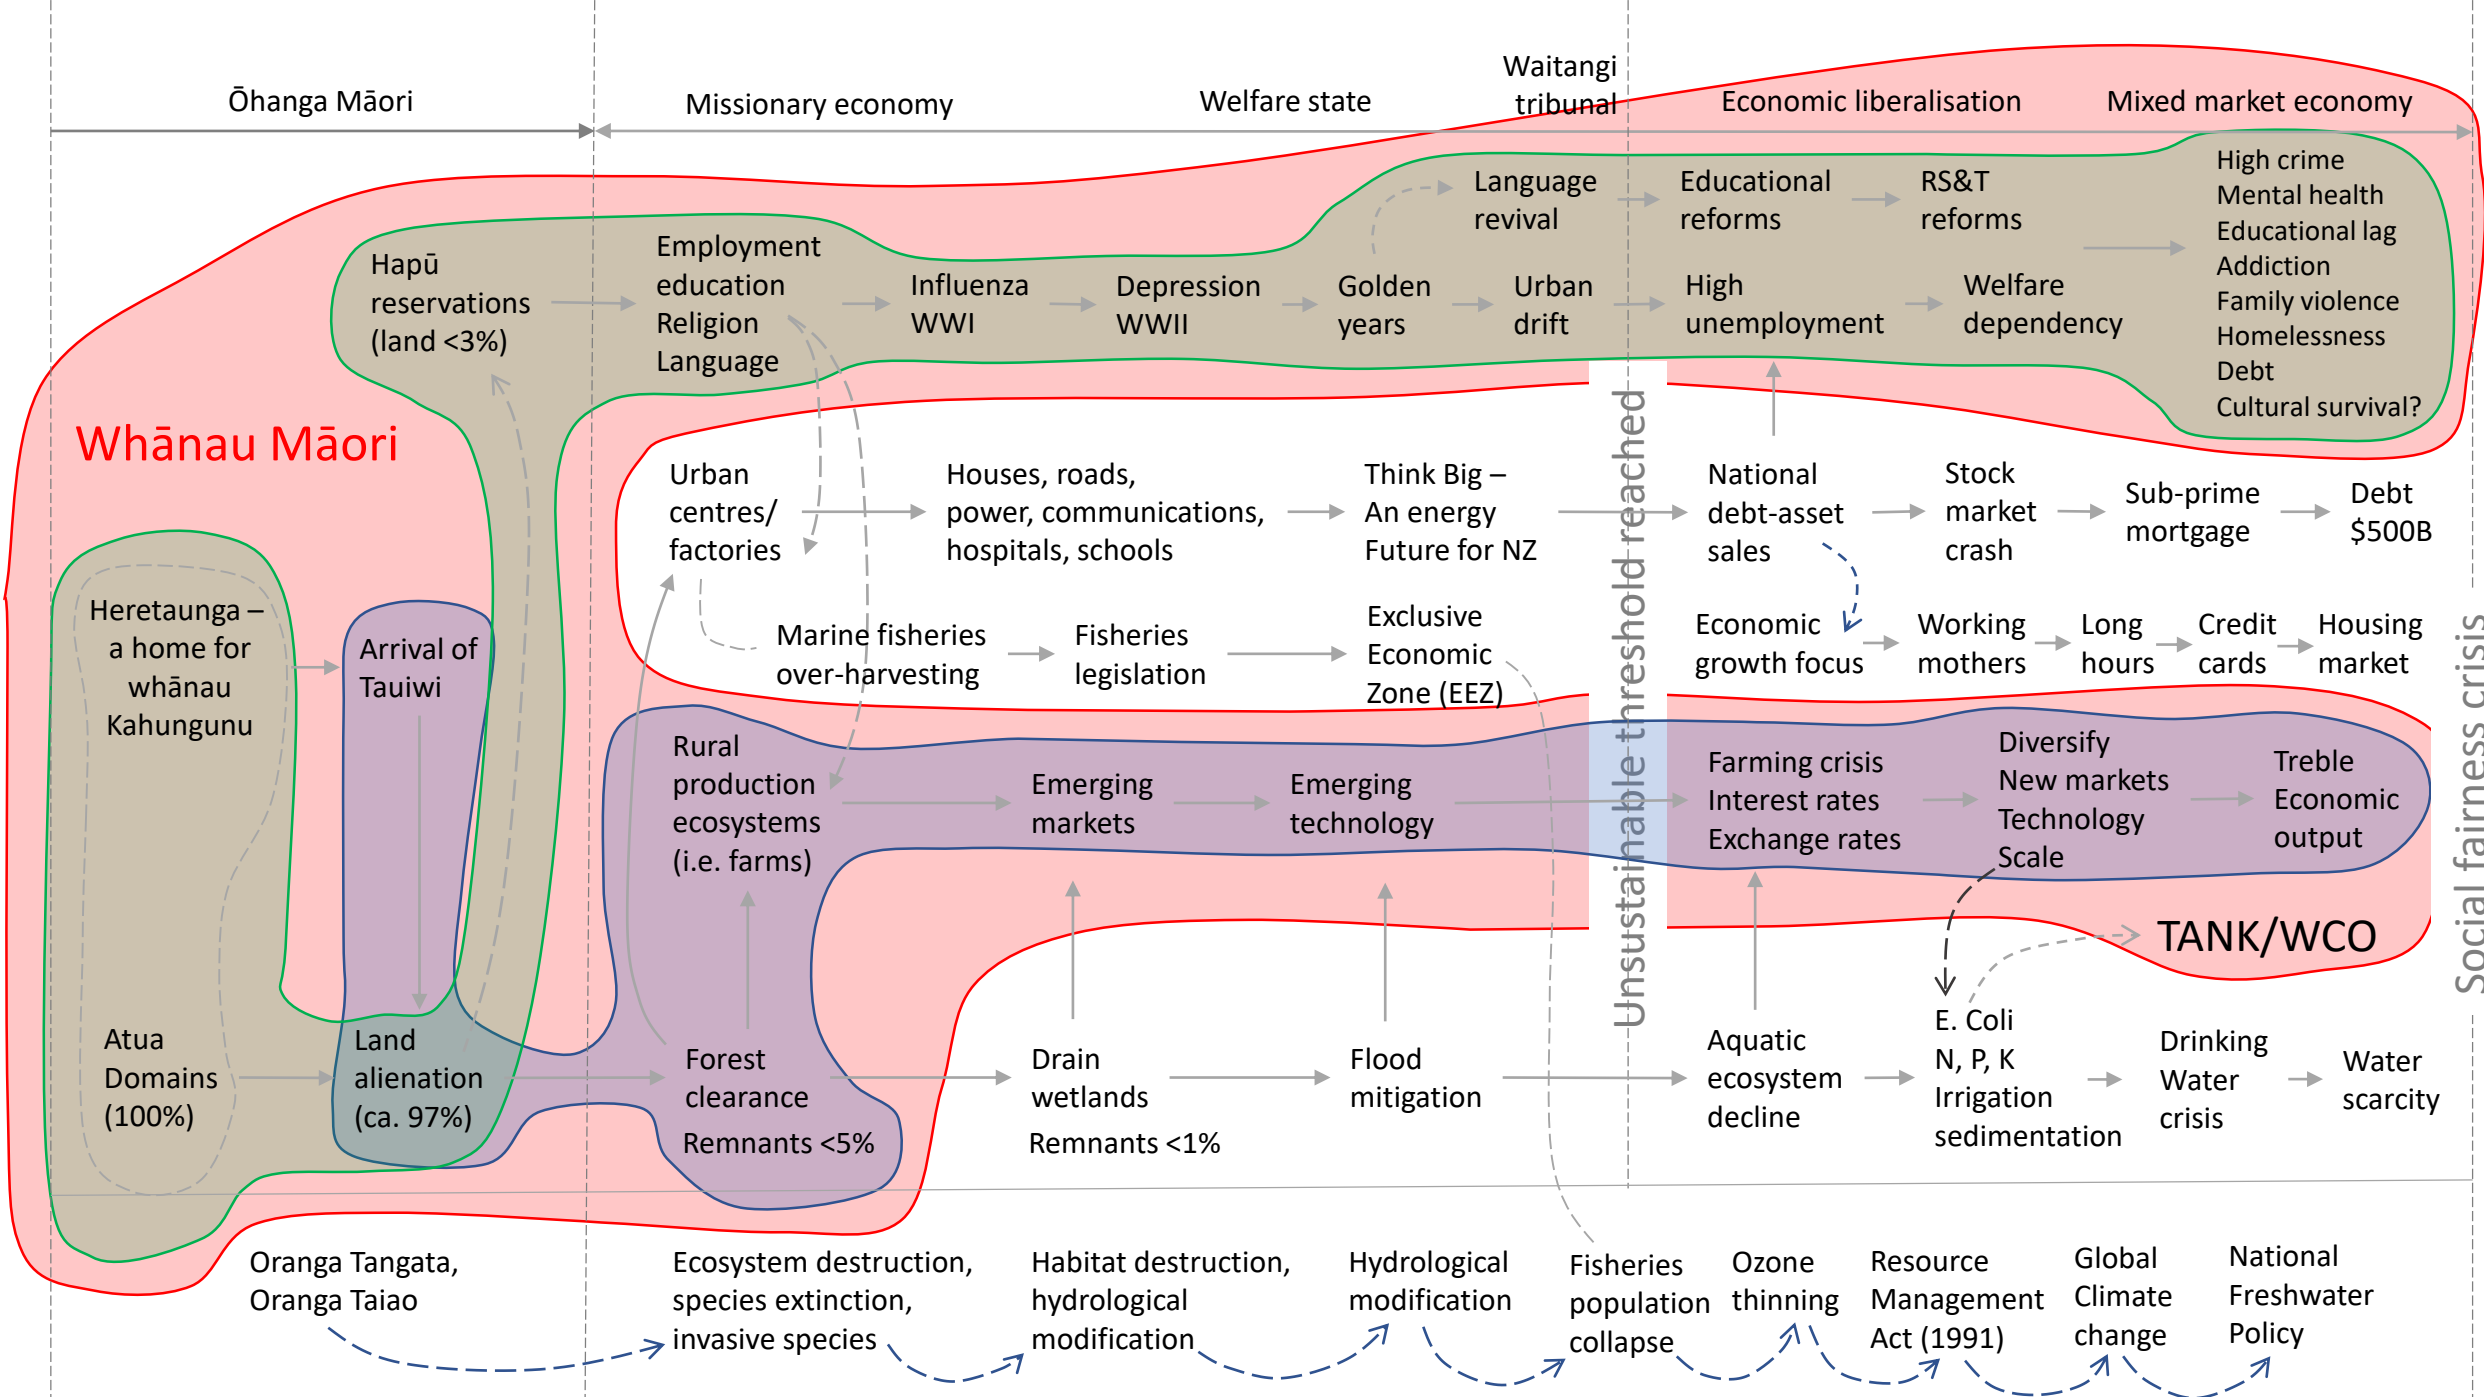 Ōhanga Māori
Missionary economy
Welfare state
Waitangi
tribunal
Economic liberalisation
Mixed market economy
Hapū
reservations
(land <3%)
Employment
education
Religion
Language
Influenza
WWI
Depression
WWII
Golden
years
Language
revival
Urban
drift
Educational
reforms
RS&T
reforms
High
unemployment
Welfare
dependency
High crime
Mental health
Educational lag
Addiction
Family violence
Homelessness
Debt
Cultural survival?
Whānau Māori
Urban
centres/
factories
Houses, roads,
power, communications,
hospitals, schools
Think Big –
An energy
Future for NZ
National
debt-asset
sales
Stock
market
crash
Sub-prime
mortgage
Debt
$500B
Heretaunga –
a home for
whānau
Kahungunu
Arrival of
Tauiwi
Marine fisheries
over-harvesting
Fisheries
legislation
Exclusive
Economic
Zone (EEZ)
Unsustainable threshold reached
Economic
growth focus
Working
mothers
Long
hours
Credit
cards
Housing
market
Social fairness crisis
Rural
production
ecosystems
(i.e. farms)
Emerging
markets
Emerging
technology
Farming crisis
Interest rates
Exchange rates
Diversify
New markets
Technology
Scale
Treble
Economic
output
TANK/WCO
Atua
Domains
(100%)
Land
alienation
(ca. 97%)
Forest
clearance
Remnants <5%
Drain
wetlands
Remnants <1%
Flood
mitigation
Aquatic
ecosystem
decline
E. Coli
N, P, K
Irrigation
sedimentation
Drinking
Water
crisis
Water
scarcity
Oranga Tangata,
Oranga Taiao
Ecosystem destruction,
species extinction,
invasive species
Habitat destruction,
hydrological
modification
Hydrological
modification
Fisheries
population
collapse
Ozone
thinning
Resource
Management
Act (1991)
Global
Climate
change
National
Freshwater
Policy